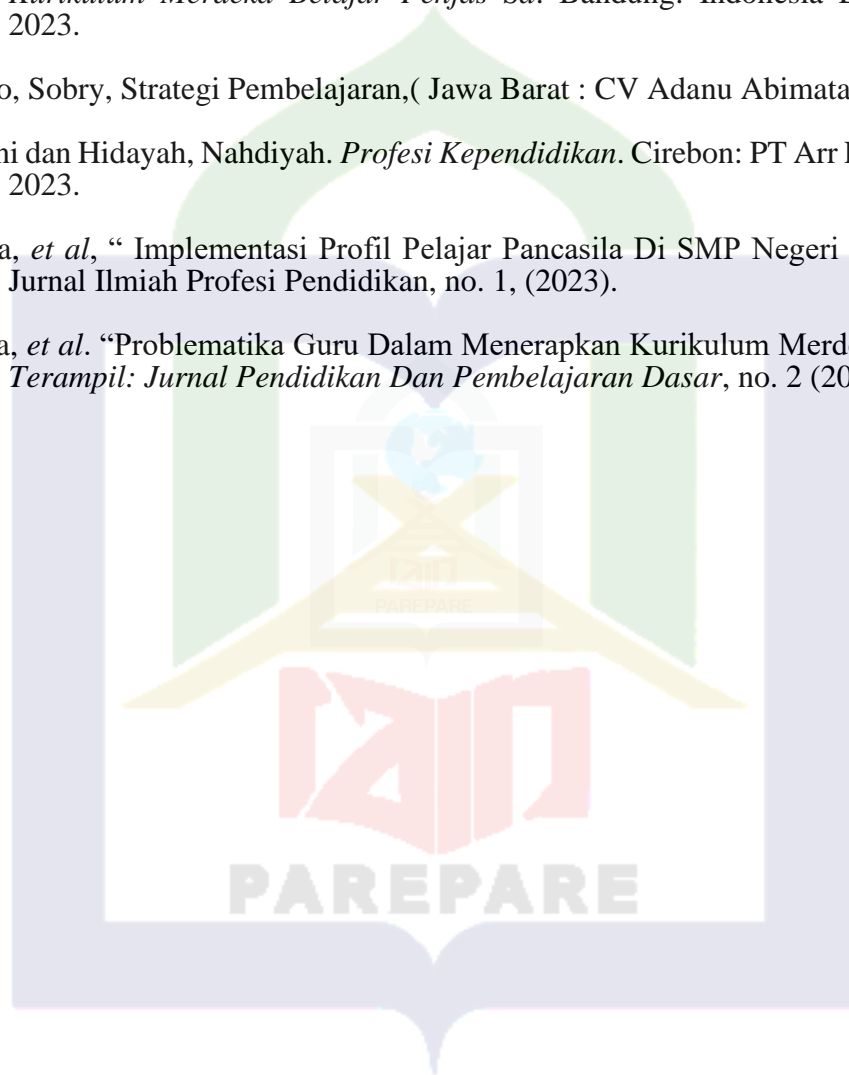 Kurikulum Merdeka Belajar Penjas Sd. Bandung: Indonesia
2023.
o, Sobry, Strategi Pembelajaran,( Jawa Barat : CV Adanu Abimata
ni dan Hidayah, Nahdiyah. Profesi Kependidikan. Cirebon: PT Arr
2023.
a, et al, “ Implementasi Profil Pelajar Pancasila Di SMP Negeri
Jurnal Ilmiah Profesi Pendidikan, no. 1, (2023).
a, et al. “Problematika Guru Dalam Menerapkan Kurikulum Merd
Terampil: Jurnal Pendidikan Dan Pembelajaran Dasar, no. 2 (20
PAREPARE
PAREPARE